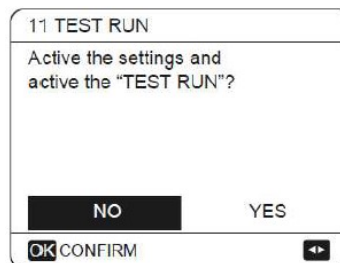 11 TEST RUN
Active the settings and
active the “TEST RUN”?
NO YES
OK CONFIRM